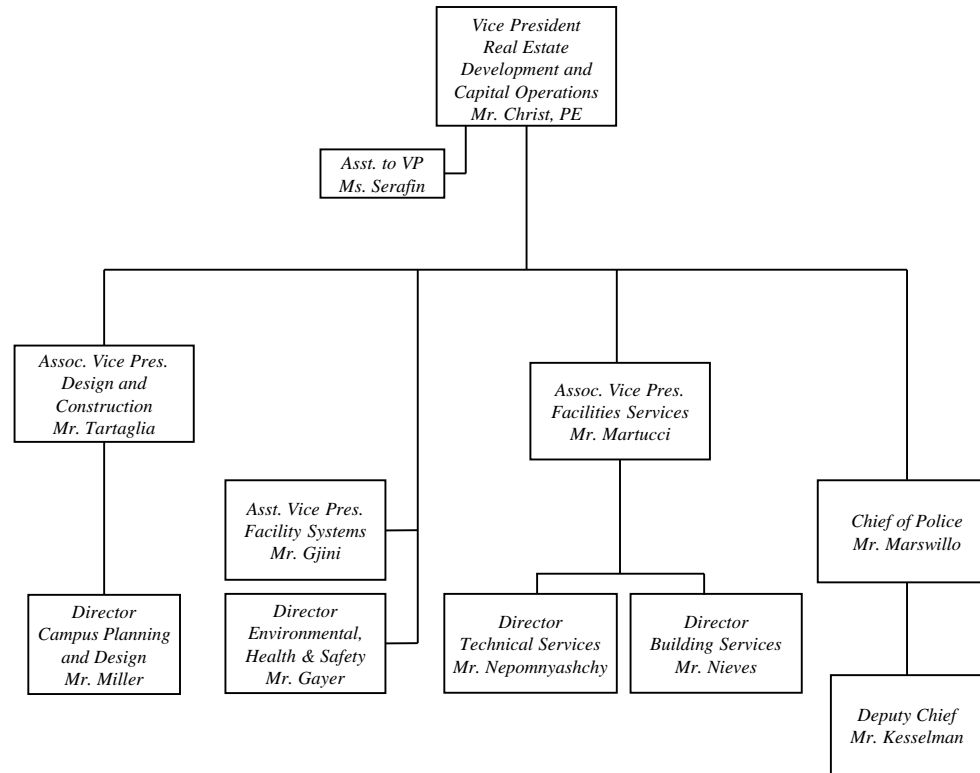 Vice President
Real Estate
Development and
Capital Operations
Mr. Christ, PE
Asst. to VP
Ms. Serafin
Assoc. Vice Pres.
Design and
Construction
Mr. Tartaglia
Assoc. Vice Pres.
Facilities Services
Mr. Martucci
Asst. Vice Pres.
Facility Systems
Mr. Gjini
Chief of Police
Mr. Marswillo
Director
Campus Planning
and Design
Mr. Miller
Director
Environmental,
Health & Safety
Mr. Gayer
Director
Technical Services
Mr. Nepomnyashchy
Director
Building Services
Mr. Nieves
Deputy Chief
Mr. Kesselman